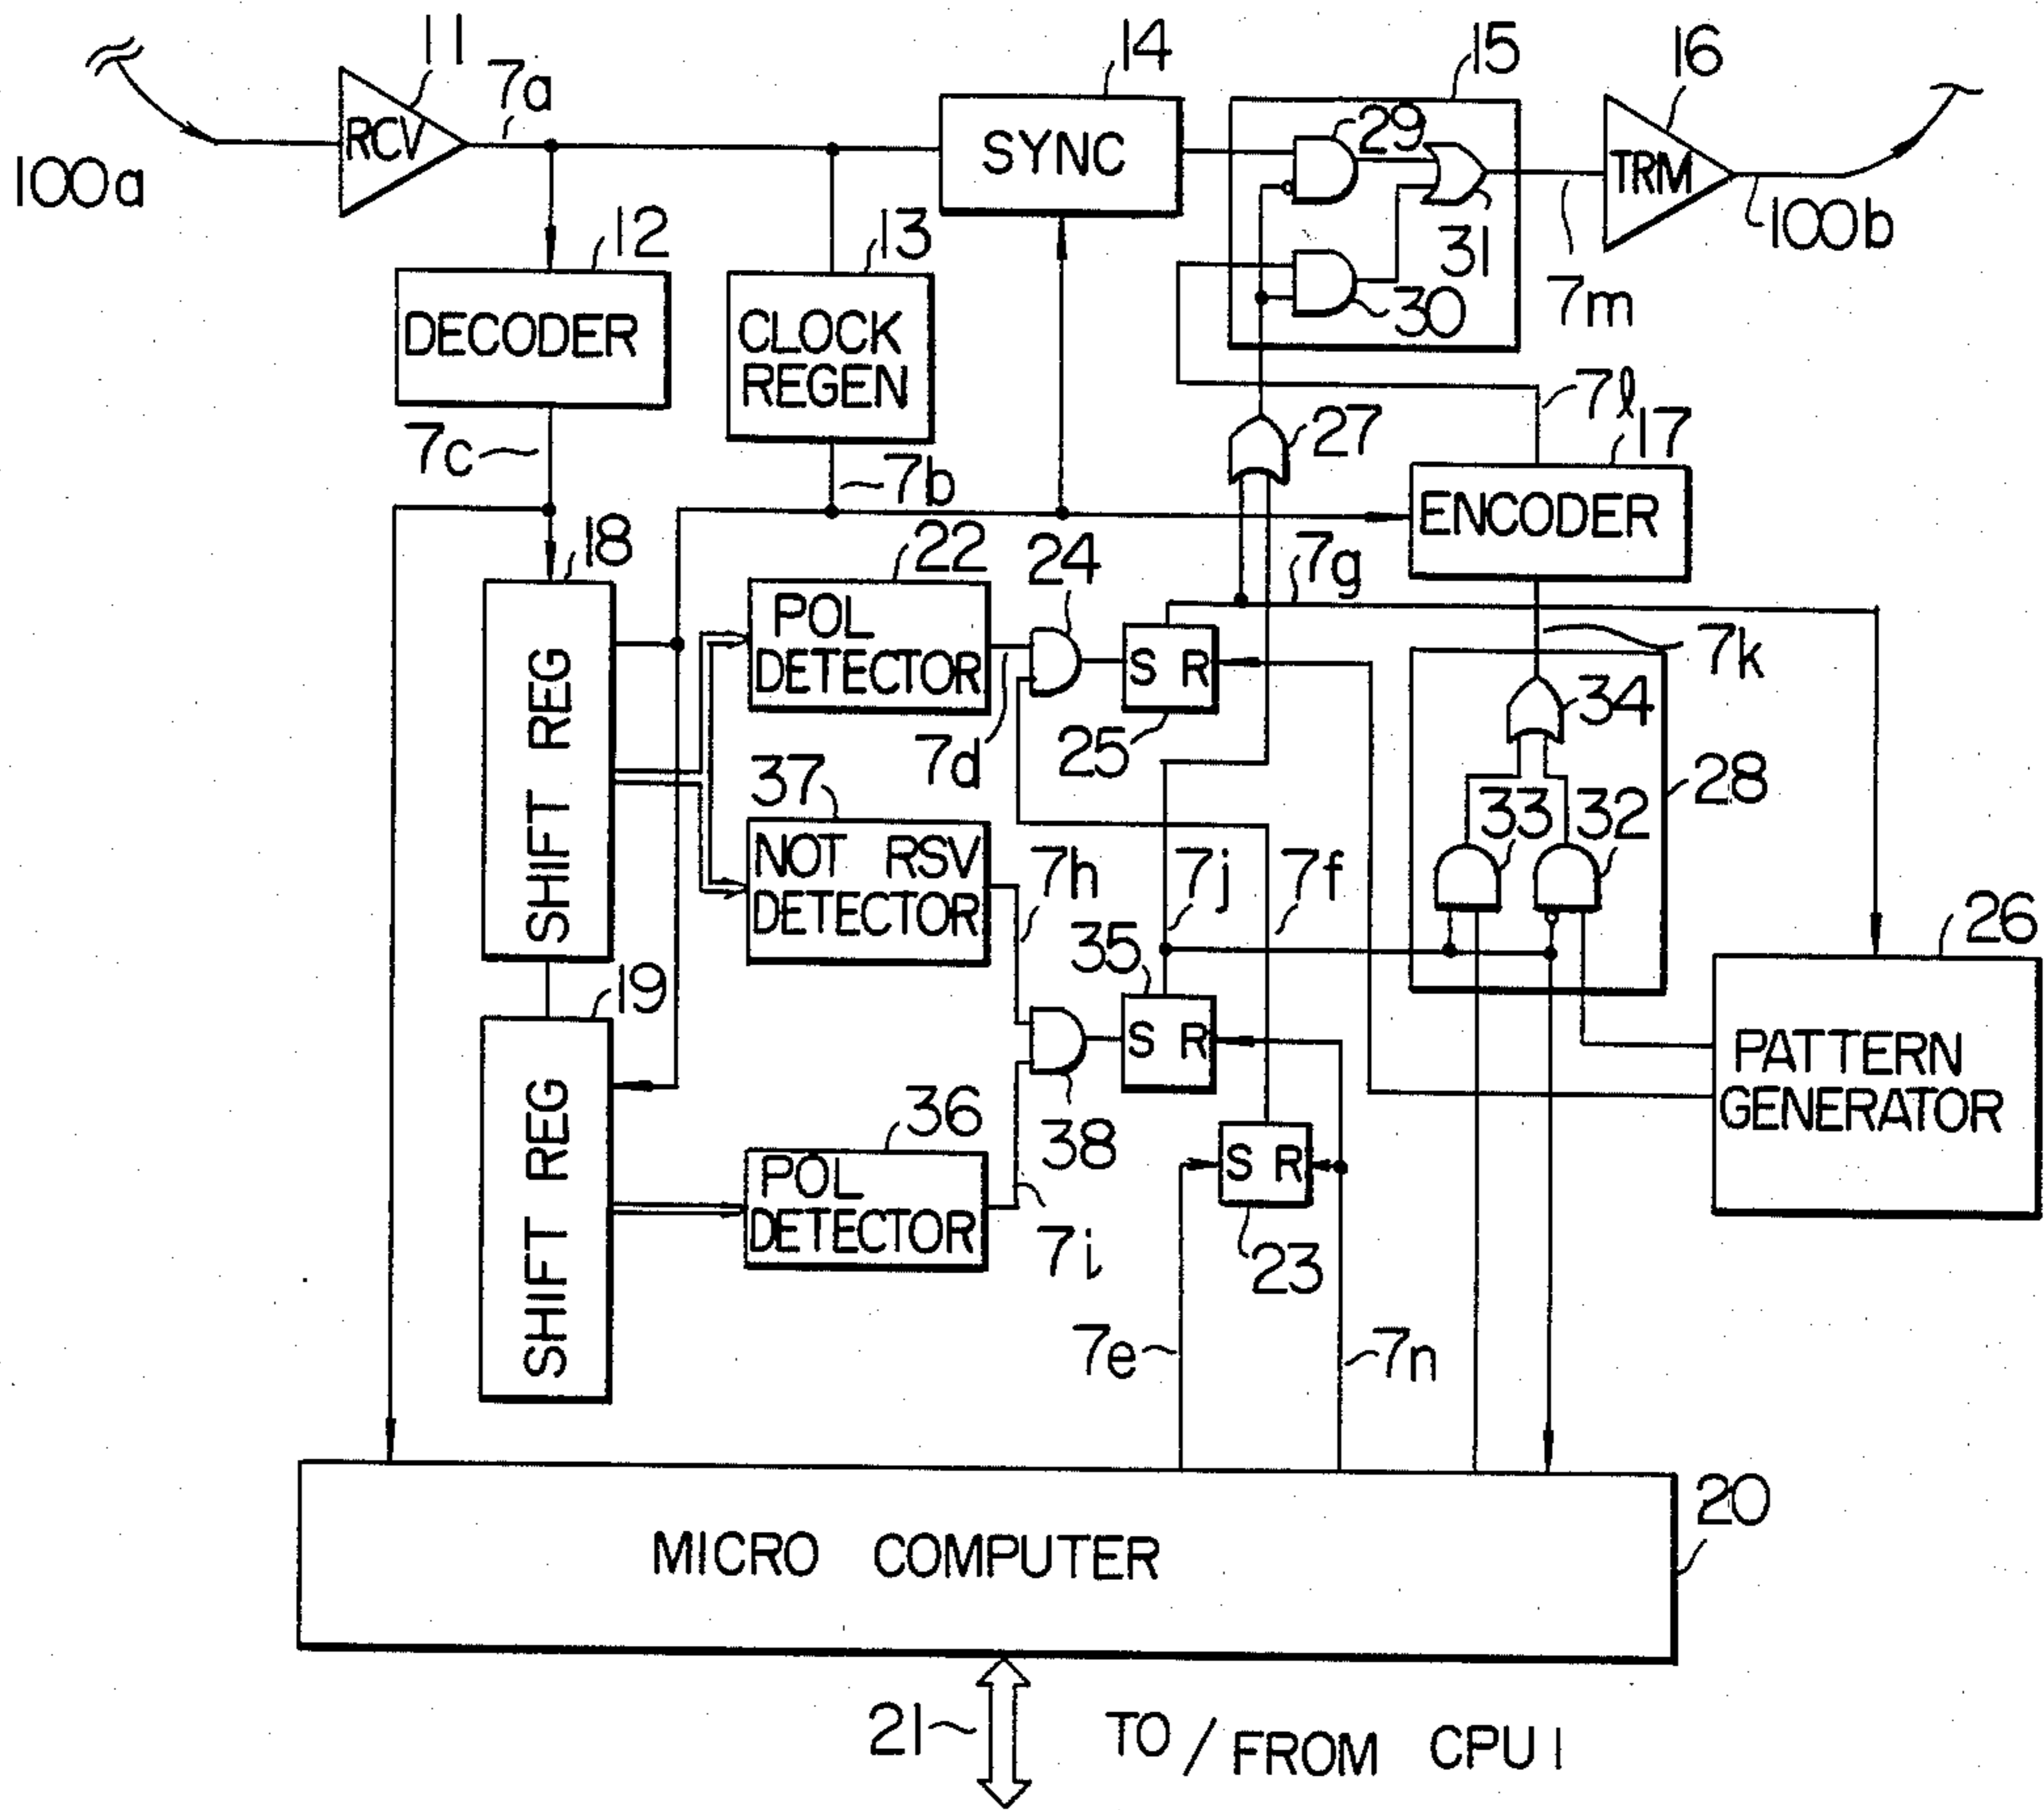 11
14
15
16
7a
29
RCV
SYNC
TRM
100a
31
100b
12
13
30
7m
DECODER
CLOCK
REGEN
7l
27
17
7c
7b
ENCODER
18
22
24
7g
POL
DETECTOR
S R
7k
34
SHIFT REG
7d
25
28
37
33
32
NOT RSV
DETECTOR
7h
7j
7f
26
35
19
S R
PATTERN
GENERATOR
SHIFT REG
36
38
POL
DETECTOR
S R
7i
23
7e
7n
20
MICRO COMPUTER
21
TO / FROM CPU 1